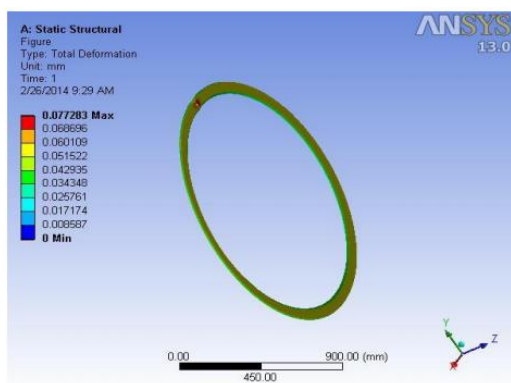 A: Static Structural
Figure
Type: Total Deformation
Unit: mm
Time: 1
2/26/2014 9:29 AM
0.077283 Max
0.068696
0.060109
0.051522
0.042935
0.034348
0.025761
0.017174
0.008587
0 Min
ANSYS
13.0
Y
Z
X
0.00
900.00 (mm)
450.00